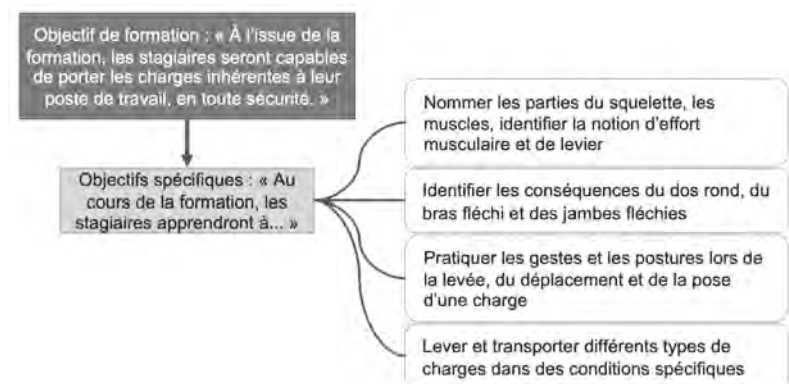 Objectif de formation : « À l'issue de la
formation, les stagiaires seront capables
de porter les charges inhérentes à leur
poste de travail, en toute sécurité. »
Objectifs spécifiques : « Au
cours de la formation, les
stagiaires apprendront à... »
Nommer les parties du squelette, les
muscles, identifier la notion d'effort
musculaire et de levier
Identifier les conséquences du dos rond, du
bras fléchi et des jambes fléchies
Pratiquer les gestes et les postures lors de
la levée, du déplacement et de la pose
d'une charge
Lever et transporter différents types de
charges dans des conditions spécifiques